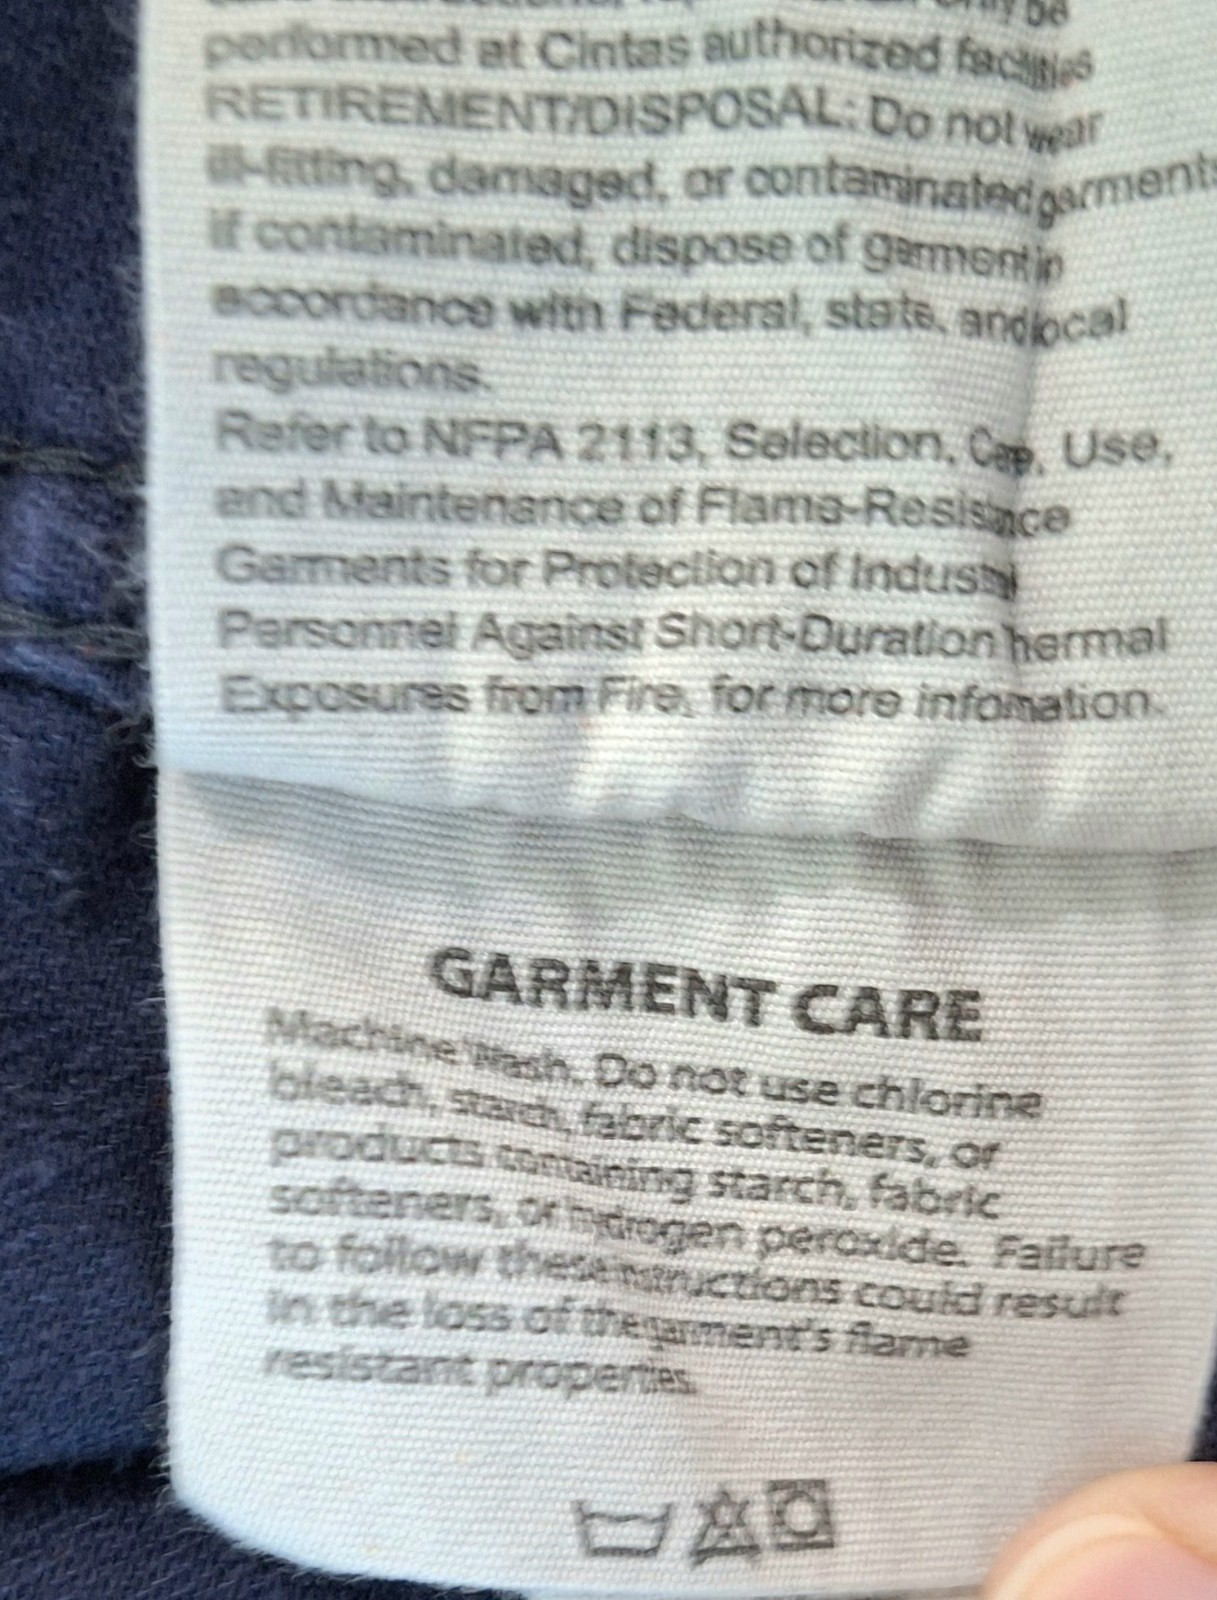 only be
performed at Cintas authorized facilities
RETIREMENT/DISPOSAL: Do not wear
ill-fitting, damaged, or contaminated garments
if contaminated, dispose of garment in
accordance with Federal, state, and local
regulations.
Refer to NFPA 2113, Selection, Care, Use,
and Maintenance of Flame-Resistance
Garments for Protection of Industrial
Personnel Against Short-Duration Thermal
Exposures from Fire, for more infomation.
GARMENT CARE
Machine Wash. Do not use chlorine
bleach, starch, fabric softeners, or
products containing starch, fabric
softeners, or hydrogen peroxide. Failure
to follow these instructions could result
in the loss of the garment's flame
resistant properties.